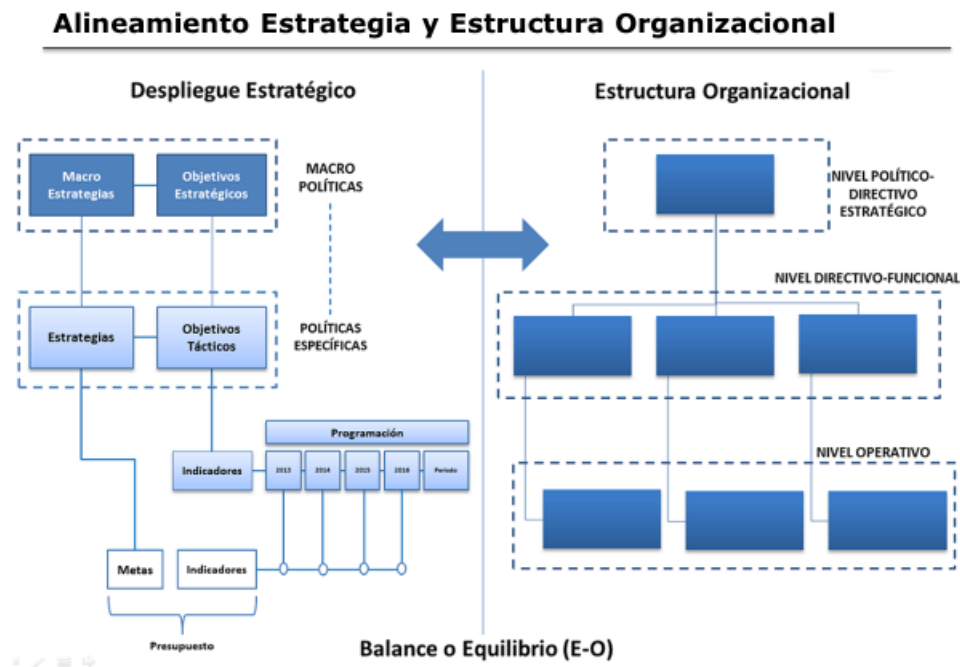 Alineamiento Estrategia y Estructura Organizacional
Despliegue Estratégico
Macro
Estrategias
Objetivos
Estratégicos
MACRO
POLÍTICAS
Estrategias
Objetivos
Tácticos
POLÍTICAS
ESPECÍFICAS
Programación
Indicadores
2013
2014
2015
2016
Periodo
Metas
Indicadores
Presupuesto
Estructura Organizacional
NIVEL POLÍTICO-
DIRECTIVO
ESTRATÉGICO
NIVEL DIRECTIVO-FUNCIONAL
NIVEL OPERATIVO
Balance o Equilibrio (E-O)